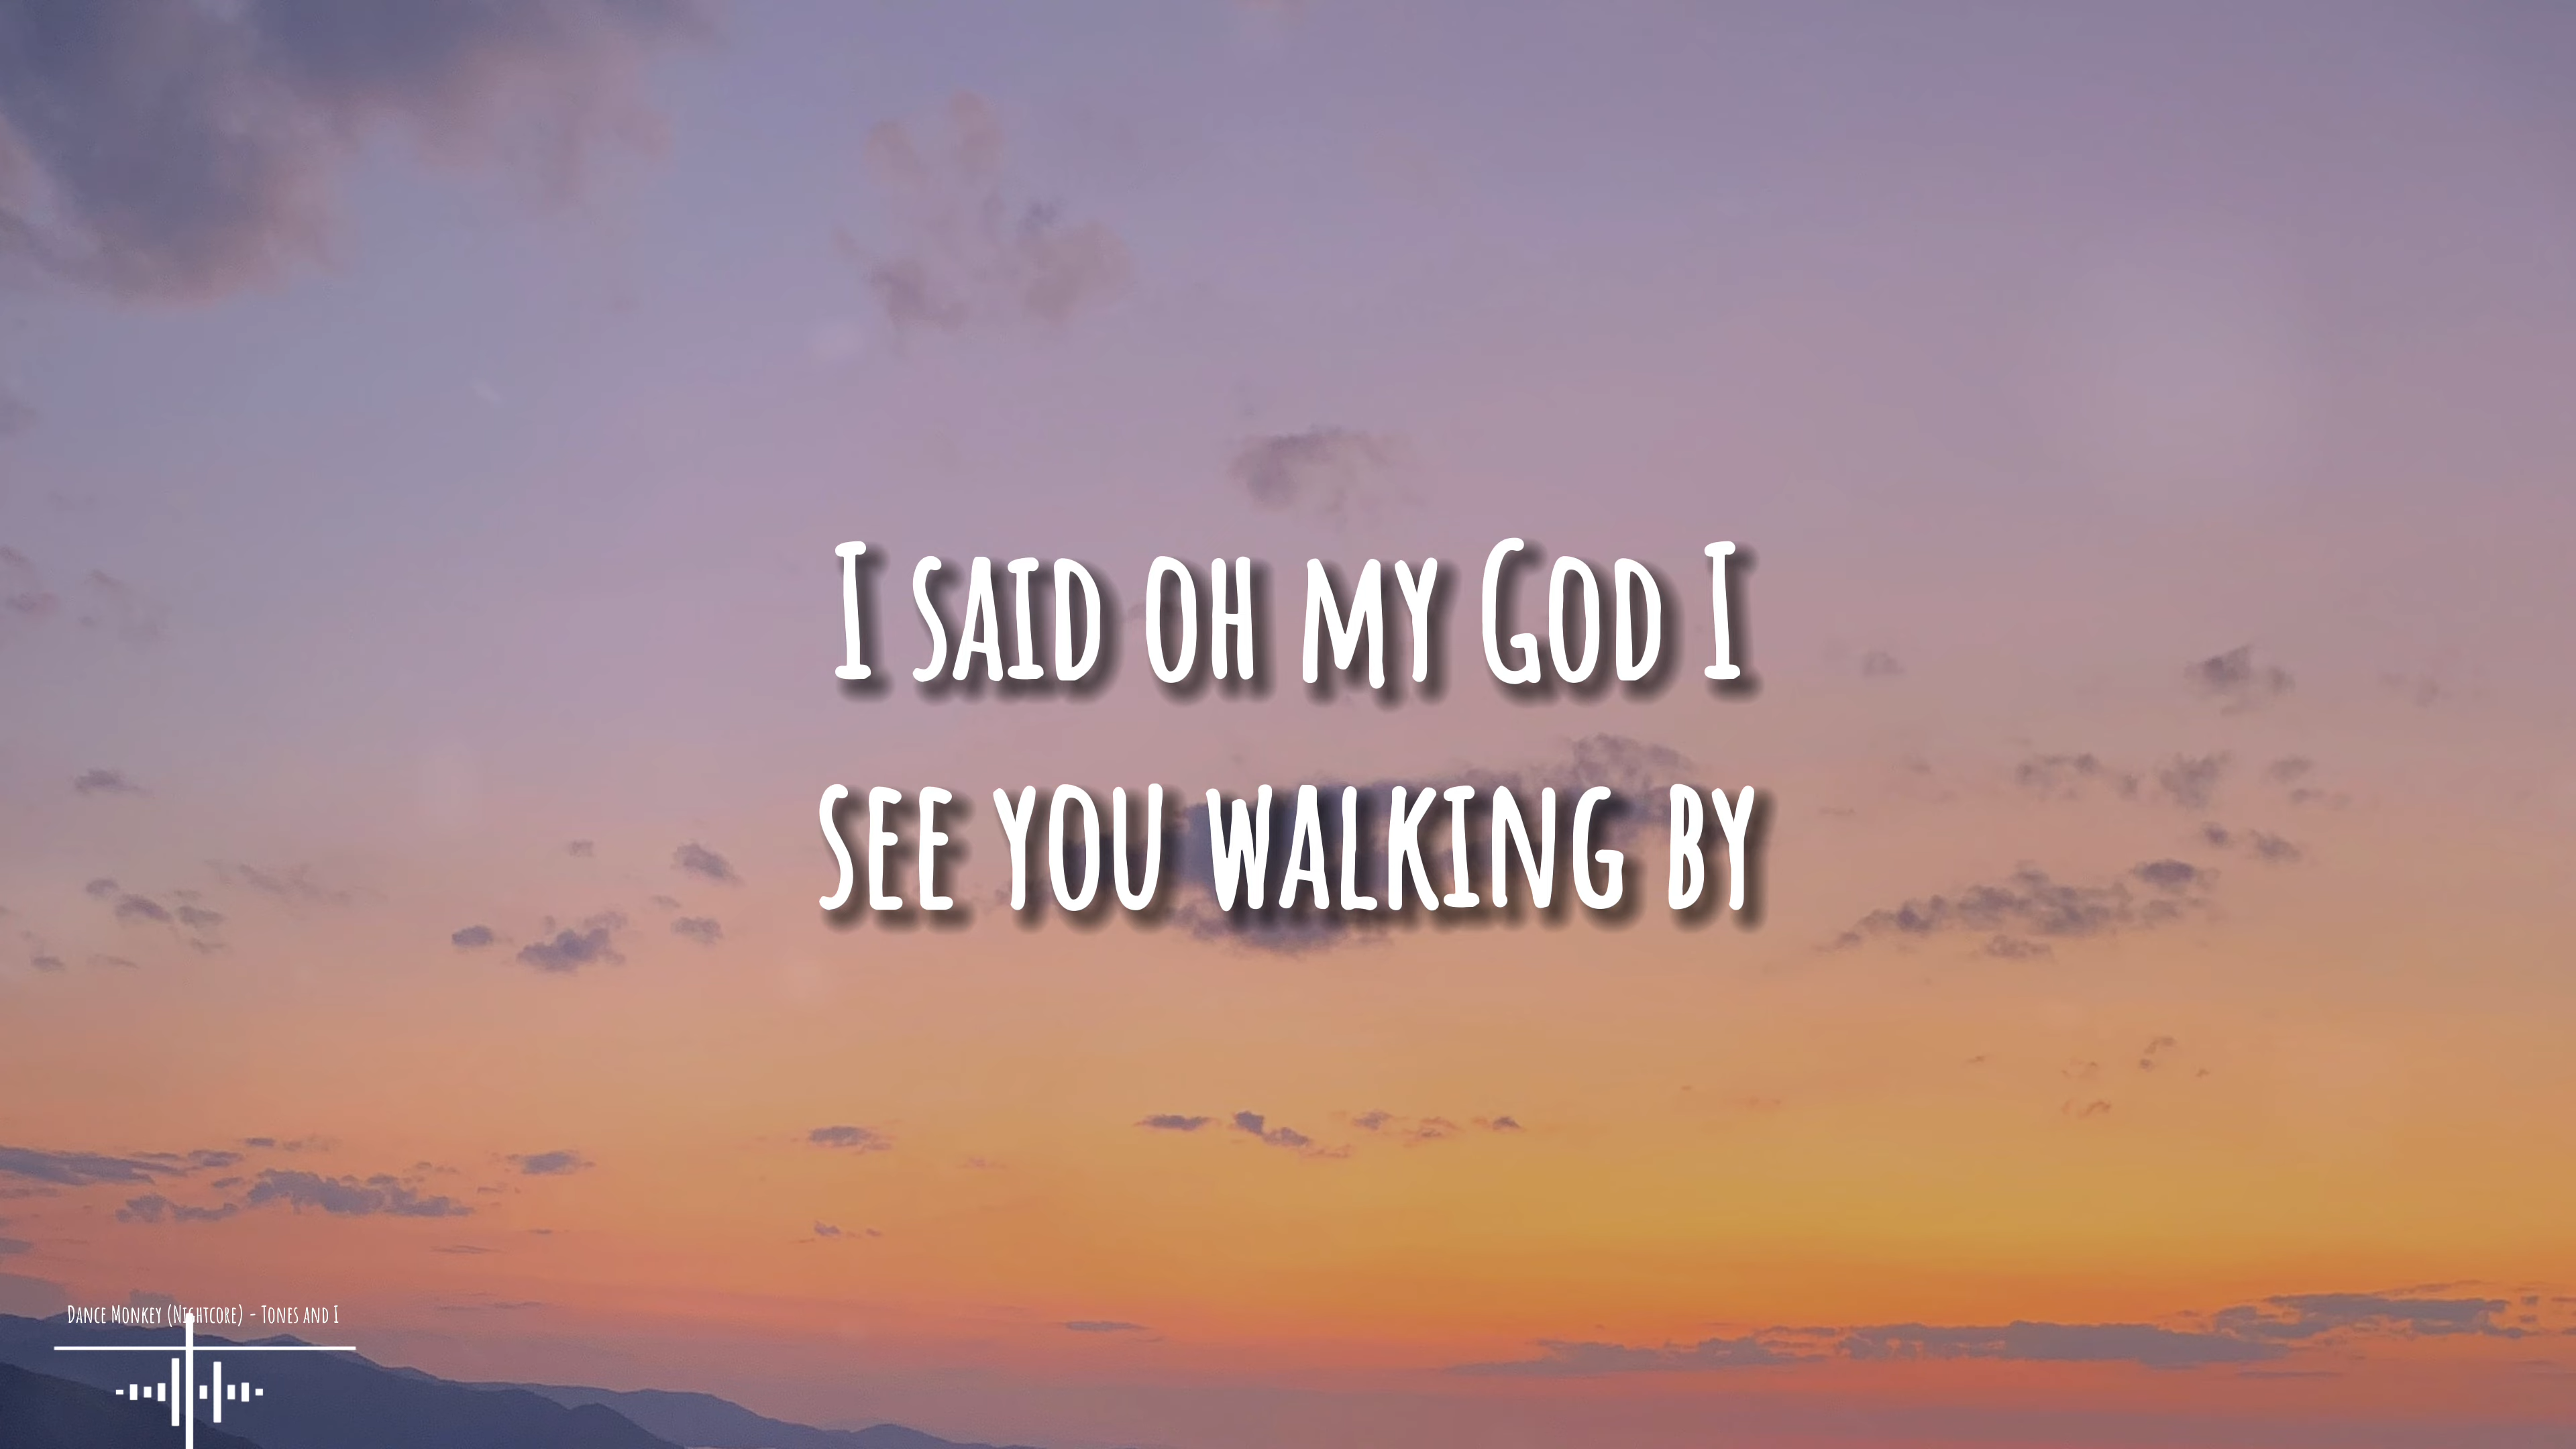 I said oh my God I
see you walking by
Dance Monkey (Nightcore) - Tones and I